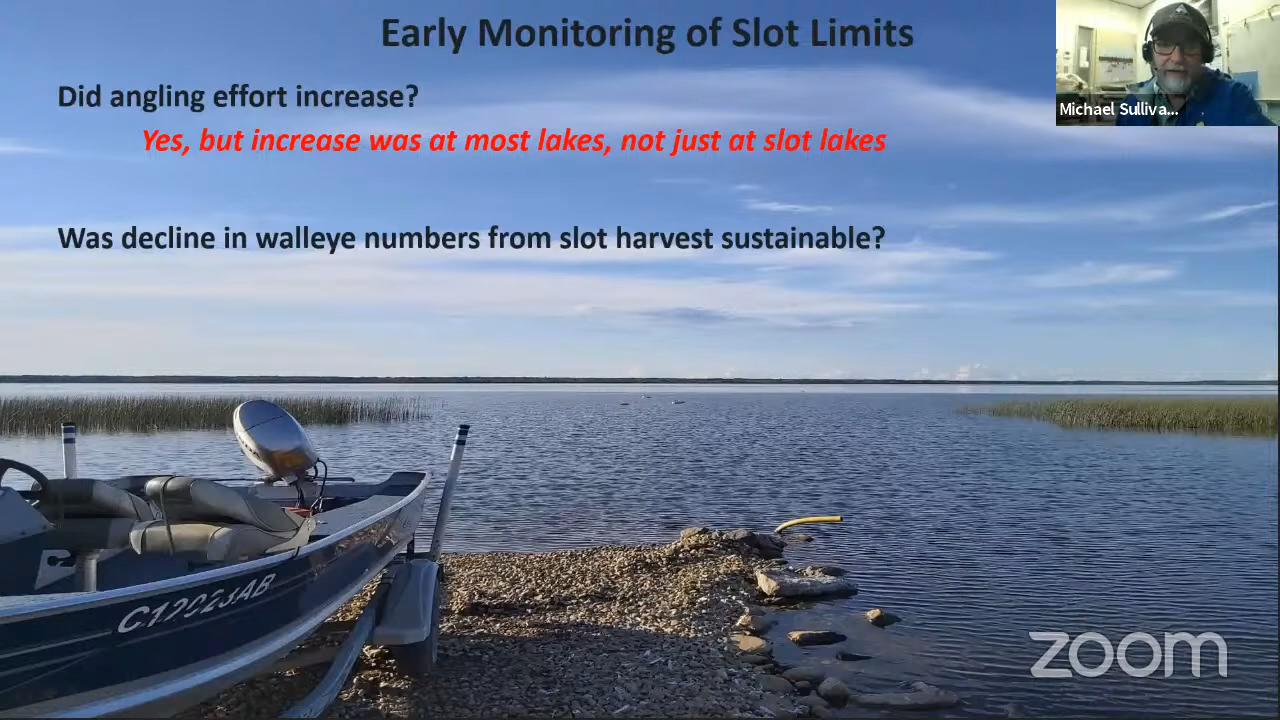 Early Monitoring of Slot Limits
Did angling effort increase?
Yes, but increase was at most lakes, not just at slot lakes
Was decline in walleye numbers from slot harvest sustainable?
Michael Sulliva...
zoom